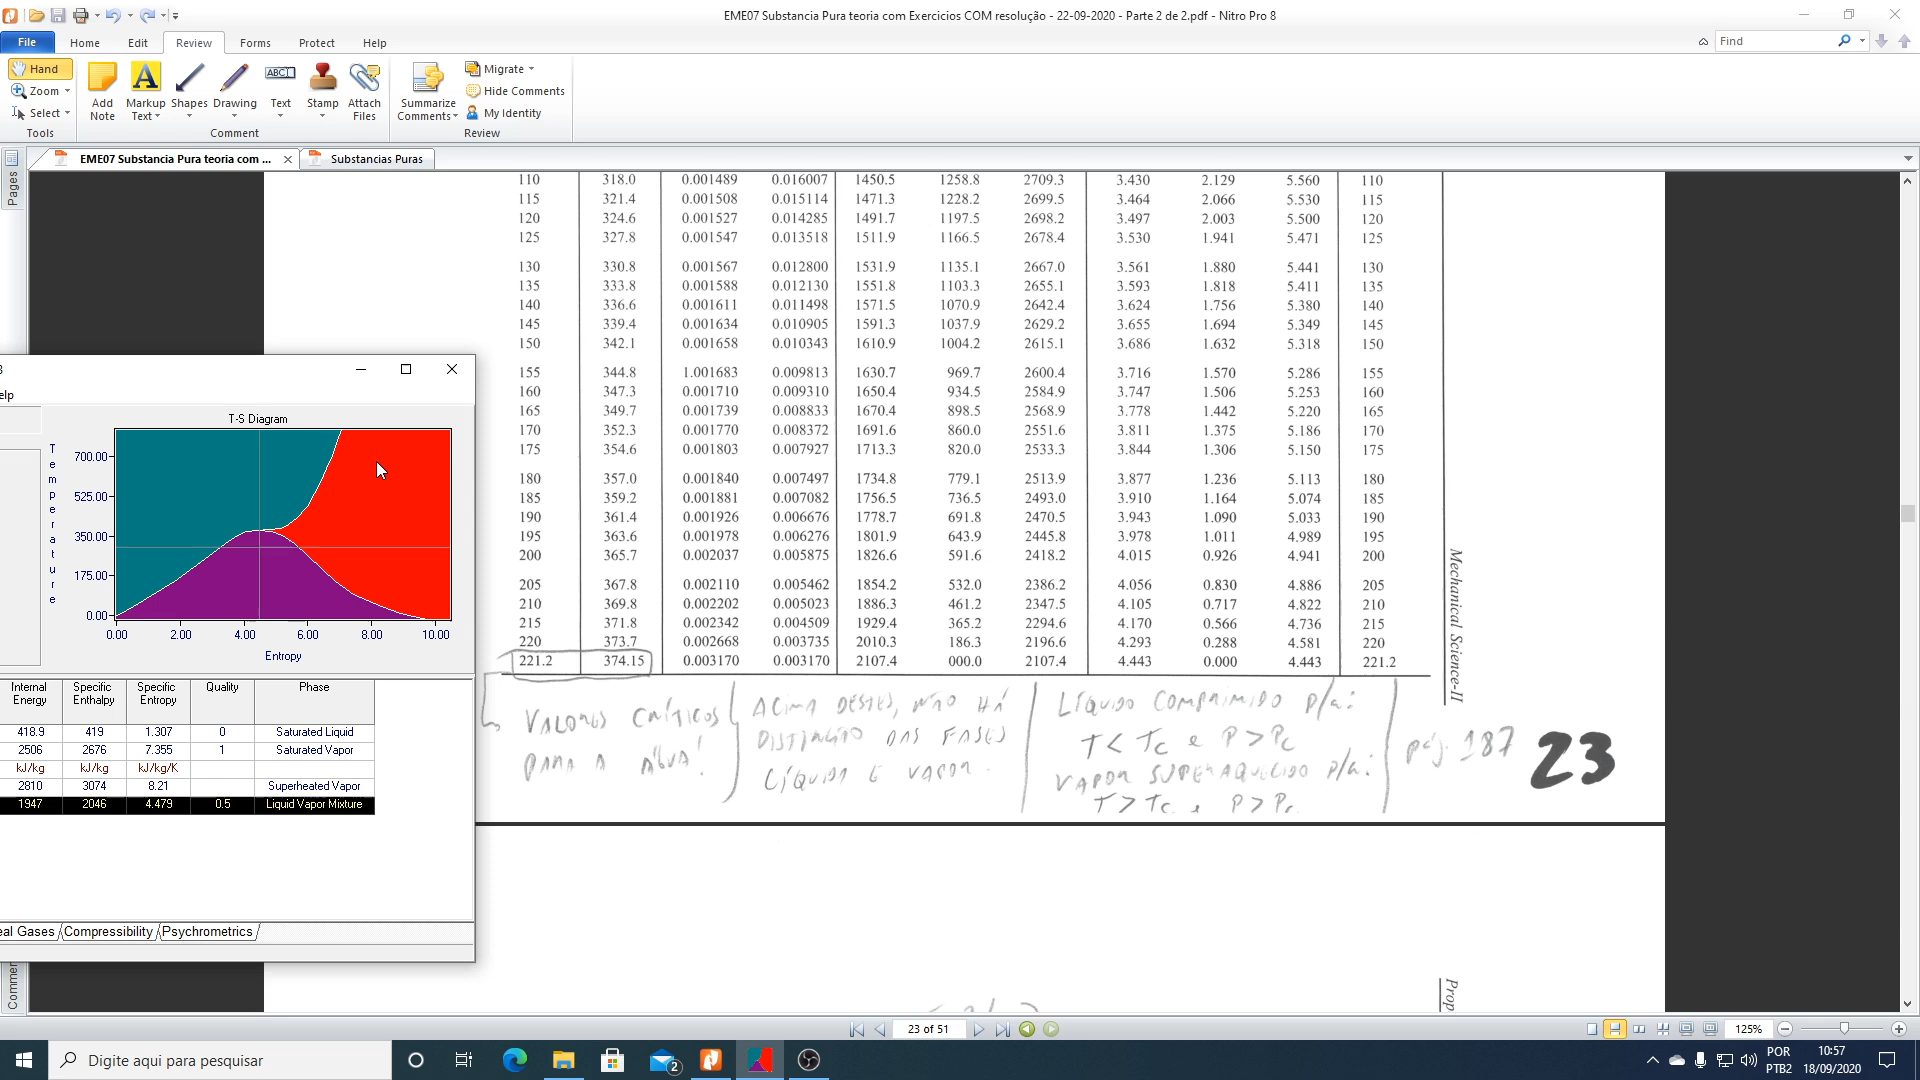 EME07 Substancia Pura teoria com Exercicios COM resolução - 22-09-2020 - Parte 2 de 2.pdf - Nitro Pro 8
File Home Edit Review Forms Protect Help
Find
Hand
Zoom
Select
Tools
Add Note
Markup Text
Shapes
Drawing
Text
Stamp
Attach Files
Comment
Summarize Comments
Migrate
Hide Comments
My Identity
Review
EME07 Substancia Pura teoria com ...
Substancias Puras
Pages
110 318.0 0.001489 0.016007 1450.5 1258.8 2709.3 3.430 2.129 5.560 110
115 321.4 0.001508 0.015114 1471.3 1228.2 2699.5 3.464 2.066 5.530 115
120 324.6 0.001527 0.014285 1491.7 1197.5 2698.2 3.497 2.003 5.500 120
125 327.8 0.001547 0.013518 1511.9 1166.5 2678.4 3.530 1.941 5.471 125
130 330.8 0.001567 0.012800 1531.9 1135.1 2667.0 3.561 1.880 5.441 130
135 333.8 0.001588 0.012130 1551.8 1103.3 2655.1 3.593 1.818 5.411 135
140 336.6 0.001611 0.011498 1571.5 1070.9 2642.4 3.624 1.756 5.380 140
145 339.4 0.001634 0.010905 1591.3 1037.9 2629.2 3.655 1.694 5.349 145
150 342.1 0.001658 0.010343 1610.9 1004.2 2615.1 3.686 1.632 5.318 150
155 344.8 1.001683 0.009813 1630.7 969.7 2600.4 3.716 1.570 5.286 155
160 347.3 0.001710 0.009310 1650.4 934.5 2584.9 3.747 1.506 5.253 160
165 349.7 0.001739 0.008833 1670.4 898.5 2568.9 3.778 1.442 5.220 165
170 352.3 0.001770 0.008372 1691.6 860.0 2551.6 3.811 1.375 5.186 170
175 354.6 0.001803 0.007927 1713.3 820.0 2533.3 3.844 1.306 5.150 175
180 357.0 0.001840 0.007497 1734.8 779.1 2513.9 3.877 1.236 5.113 180
185 359.2 0.001881 0.007082 1756.5 736.5 2493.0 3.910 1.164 5.074 185
190 361.4 0.001926 0.006676 1778.7 691.8 2470.5 3.943 1.090 5.033 190
195 363.6 0.001978 0.006276 1801.9 643.9 2445.8 3.978 1.011 4.989 195
200 365.7 0.002037 0.005875 1826.6 591.6 2418.2 4.015 0.926 4.941 200
205 367.8 0.002110 0.005462 1854.2 532.0 2386.2 4.056 0.830 4.886 205
210 369.8 0.002202 0.005023 1886.3 461.2 2347.5 4.105 0.717 4.822 210
215 371.8 0.002342 0.004509 1929.4 365.2 2294.6 4.170 0.566 4.736 215
220 373.7 0.002668 0.003735 2010.3 186.3 2196.6 4.293 0.288 4.581 220
221.2 374.15 0.003170 0.003170 2107.4 000.0 2107.4 4.443 0.000 4.443 221.2
Mechanical Science-II
VALORES CRÍTICOS
PARA A ÁGUA!
ACIMA DESTES, NÃO HÁ
DISTINÇÃO DAS FASES
LÍQUIDA E VAPOR.
LÍQUIDO COMPRIMIDO P/a:
T < Tc e P > Pc
VAPOR SUPERAQUECIDO P/a:
T > Tc e P > Pc
pág. 187
23
Prop
3
elp
T-S Diagram
Temperature
700.00
525.00
350.00
175.00
0.00
0.00 2.00 4.00 6.00 8.00 10.00
Entropy
Internal Energy Specific Enthalpy Specific Entropy Quality Phase
418.9 419 1.307 0 Saturated Liquid
2506 2676 7.355 1 Saturated Vapor
kJ/kg kJ/kg kJ/kg/K
2810 3074 8.21 Superheated Vapor
1947 2046 4.479 0.5 Liquid Vapor Mixture
eal Gases Compressibility Psychrometrics
Commen
23 of 51
125%
Digite aqui para pesquisar
2
POR
PTB2
10:57
18/09/2020